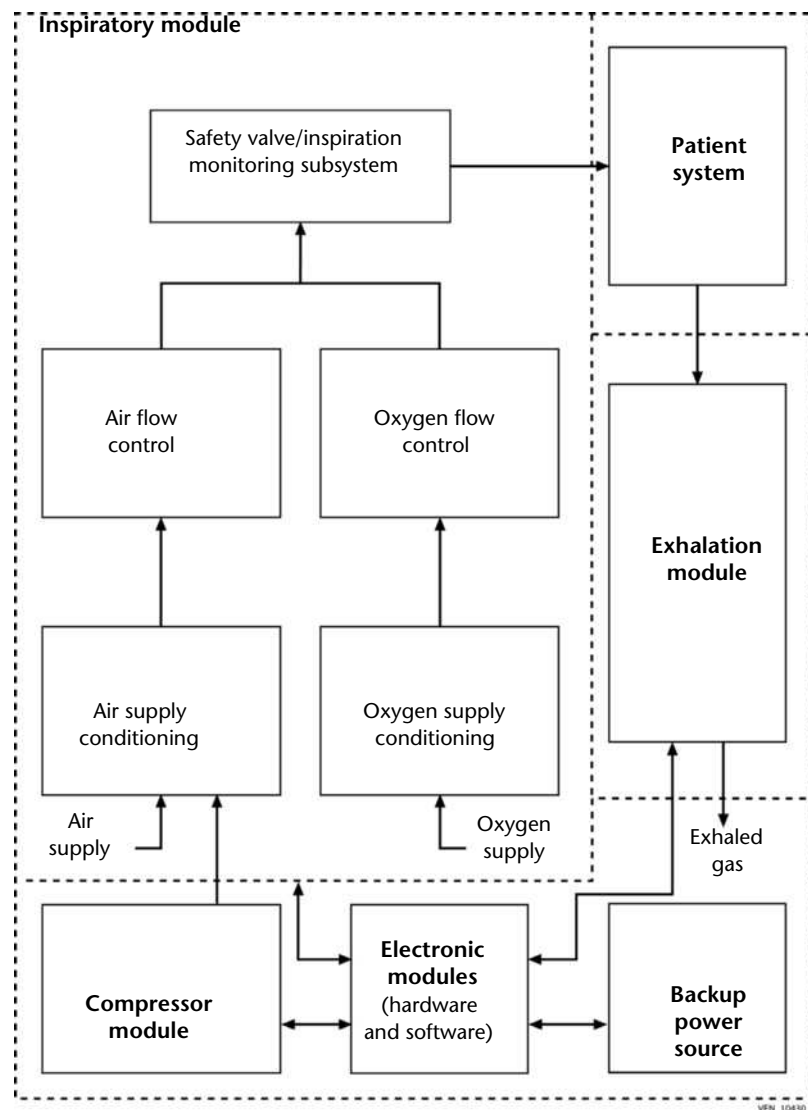 Inspiratory module
Safety valve/inspiration
monitoring subsystem
Patient
system
Air flow
control
Oxygen flow
control
Exhalation
module
Air supply
conditioning
Oxygen supply
conditioning
Air
supply
Oxygen
supply
Exhaled
gas
Compressor
module
Electronic
modules
(hardware
and software)
Backup
power
source
VEN_10430